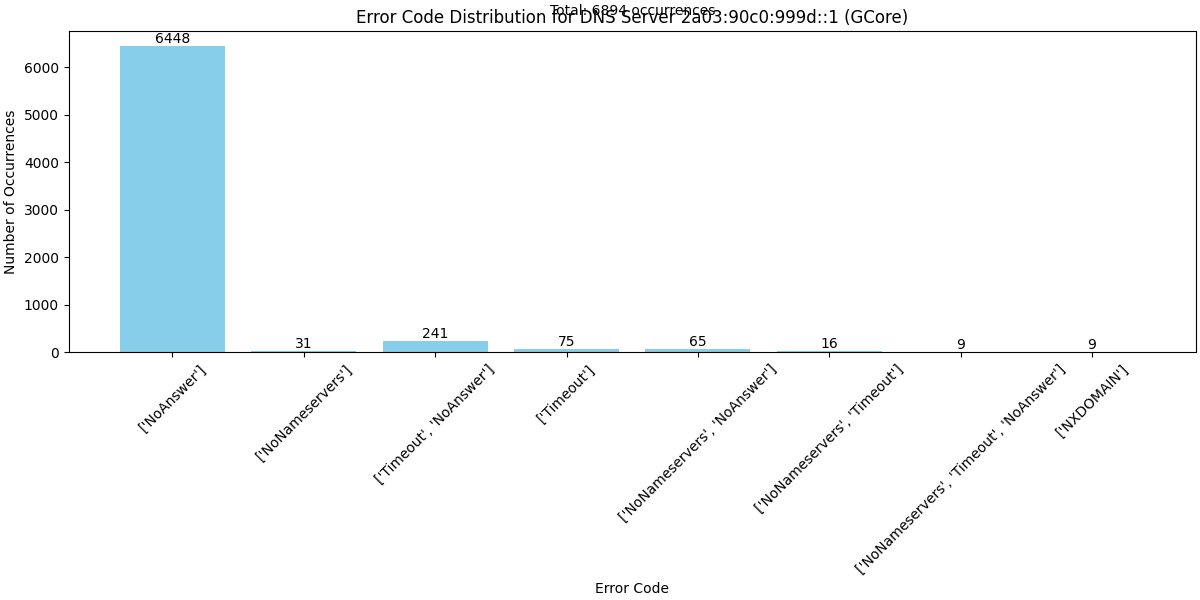 Total: 6894 occurrences
Error Code Distribution for DNS Server 2a03:90c0:999d::1 (GCore)
Number of Occurrences
6000
5000
4000
3000
2000
1000
0
6448
31
241
75
65
16
9
9
['NoAnswer']
['NoNameservers']
['Timeout', 'NoAnswer']
['Timeout']
['NoNameservers', 'NoAnswer']
['NoNameservers', 'Timeout']
['NoNameservers', 'Timeout', 'NoAnswer']
['NXDOMAIN']
Error Code